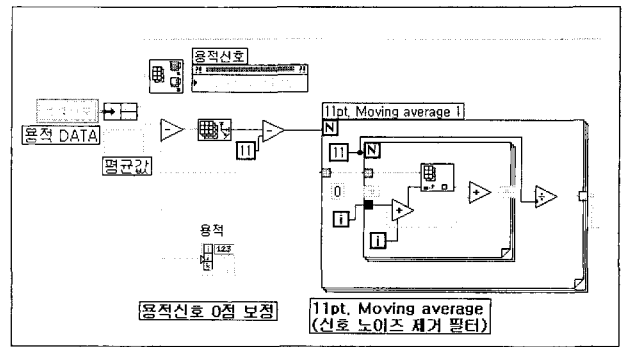 용적신호
11pt, Moving average 1
N
용적 DATA
11
11
N
평균값
0
i
i
용적
123
용적신호 0점 보정
11pt, Moving average
(신호 노이즈 제거 필터)